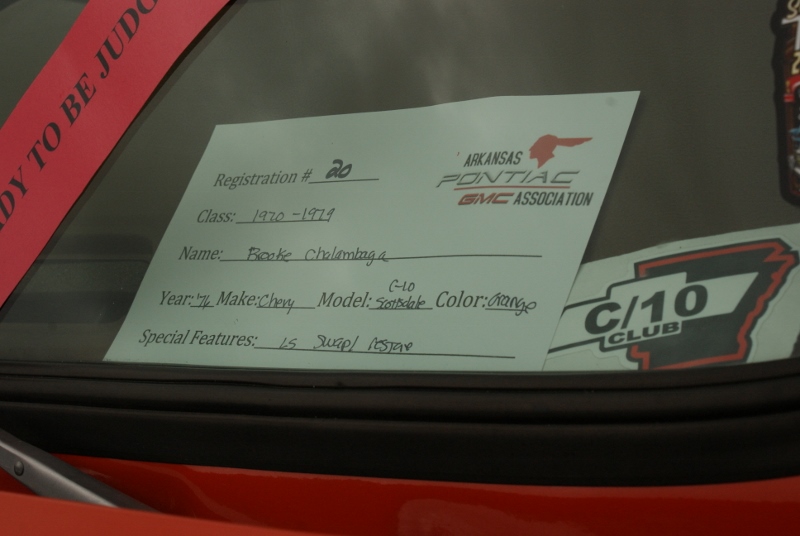 DY TO BE JUDG
Registration # 20
ARKANSAS
PONTIAC
GMC ASSOCIATION
Class: 1970-1979
Name: Brooke Cholambaga
Year: '76 Make: Chevy Model: C-10 Scottsdale Color: Orange
Special Features: LS Swap/ restore
C/10
CLUB